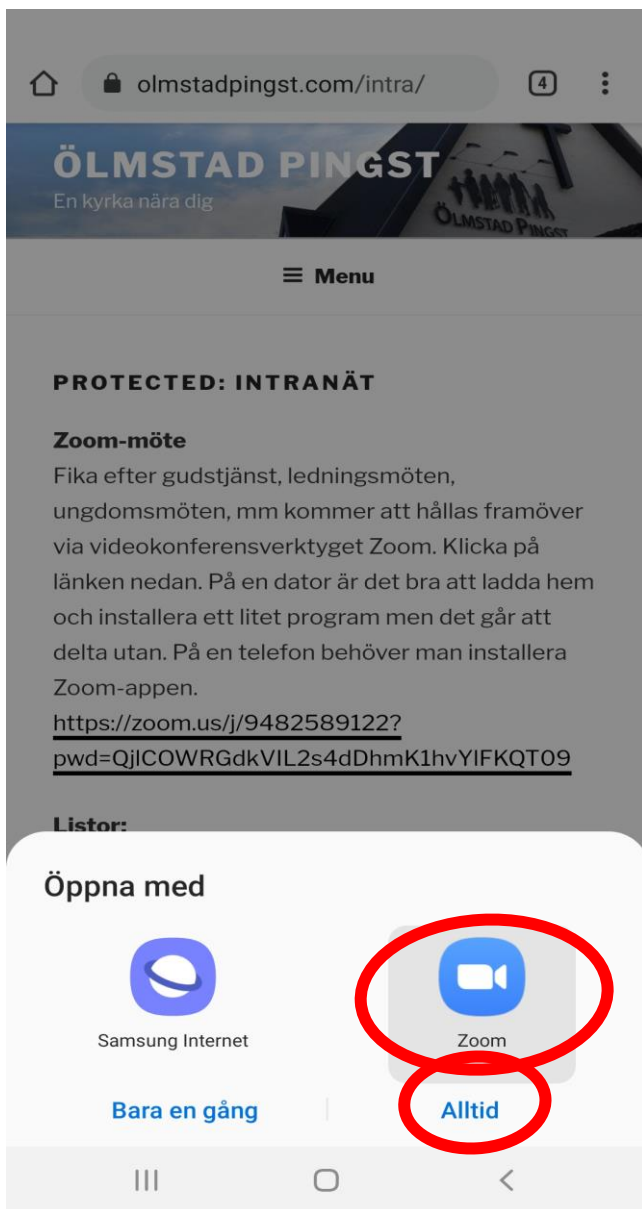 olmstadpingst.com/intra/
4
ÖLMSTAD PINGST
En kyrka nära dig
ÖLMSTAD PINGST
Menu
PROTECTED: INTRANÄT
Zoom-möte
Fika efter gudstjänst, ledningsmöten,
ungdomsmöten, mm kommer att hållas framöver
via videokonferensverktyget Zoom. Klicka på
länken nedan. På en dator är det bra att ladda hem
och installera ett litet program men det går att
delta utan. På en telefon behöver man installera
Zoom-appen.
https://zoom.us/j/9482589122?
pwd=QjlCOWRGdkVIL2s4dDhmK1hvYlFKQT09
Listor:
Öppna med
Samsung Internet
Zoom
Bara en gång
Alltid